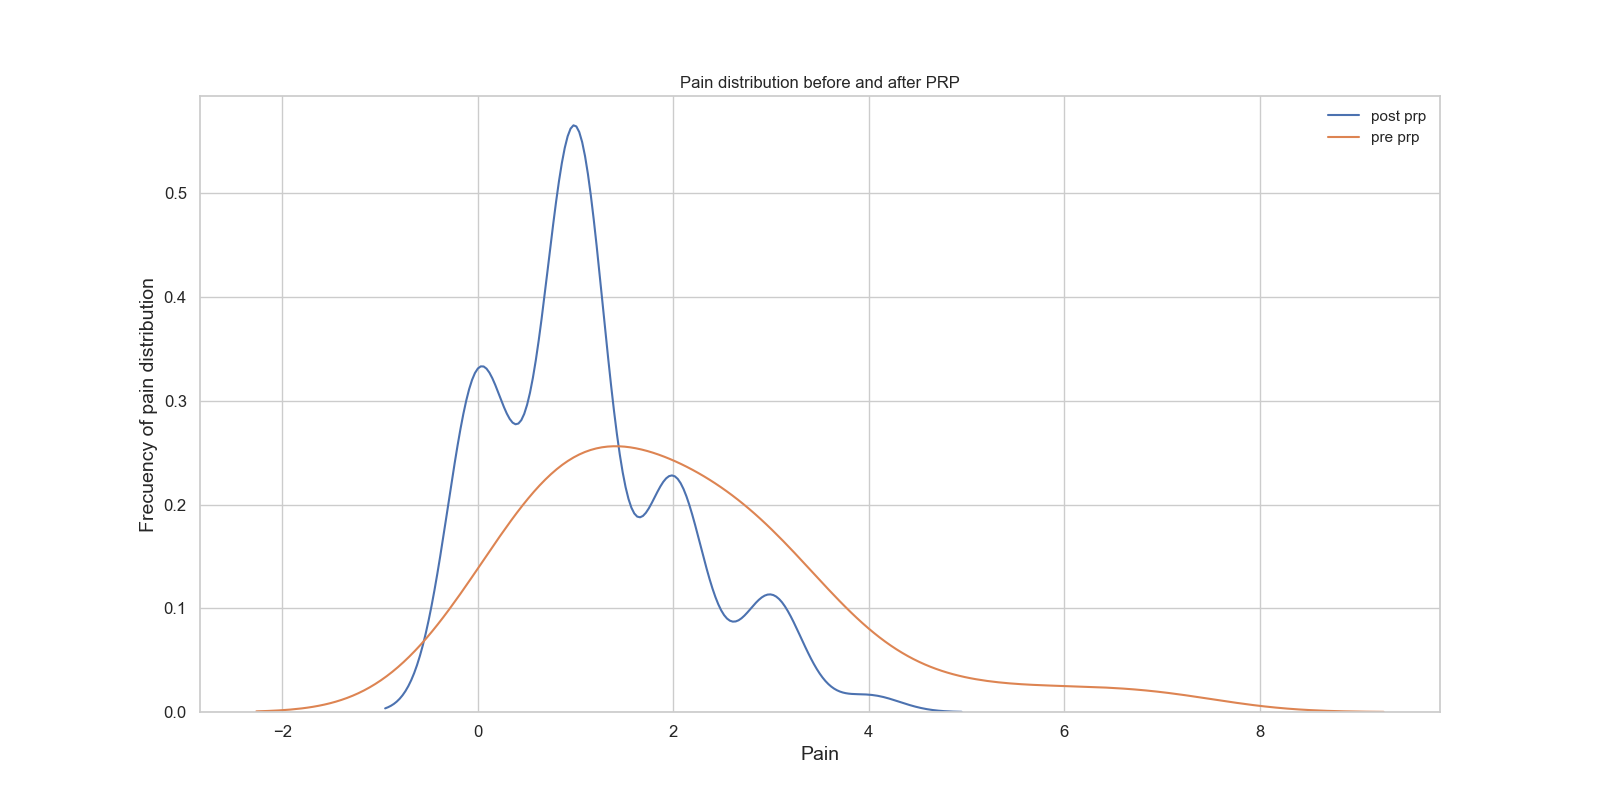 Pain distribution before and after PRP
post prp
pre prp
Frecuency of pain distribution
0.5
0.4
0.3
0.2
0.1
0.0
−2 0 2 4 6 8
Pain